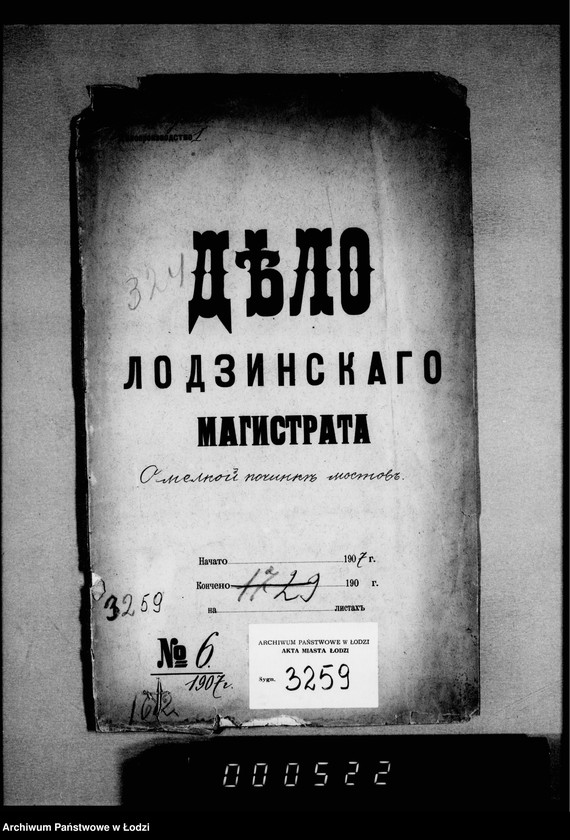 Дѣлопроизводство 1
324
ДѢЛО
ЛОДЗИНСКАГО
МАГИСТРАТА
О мелкой починкѣ мостовъ.
Начато 1907 г.
Кончено 190 г.
29
на листахъ
3259
№ 6.
1907 г.
ARCHIWUM PAŃSTWOWE W ŁODZI
AKTA MIASTA ŁODZI
Sygn. 3259
000522
Archiwum Państwowe w Łodzi